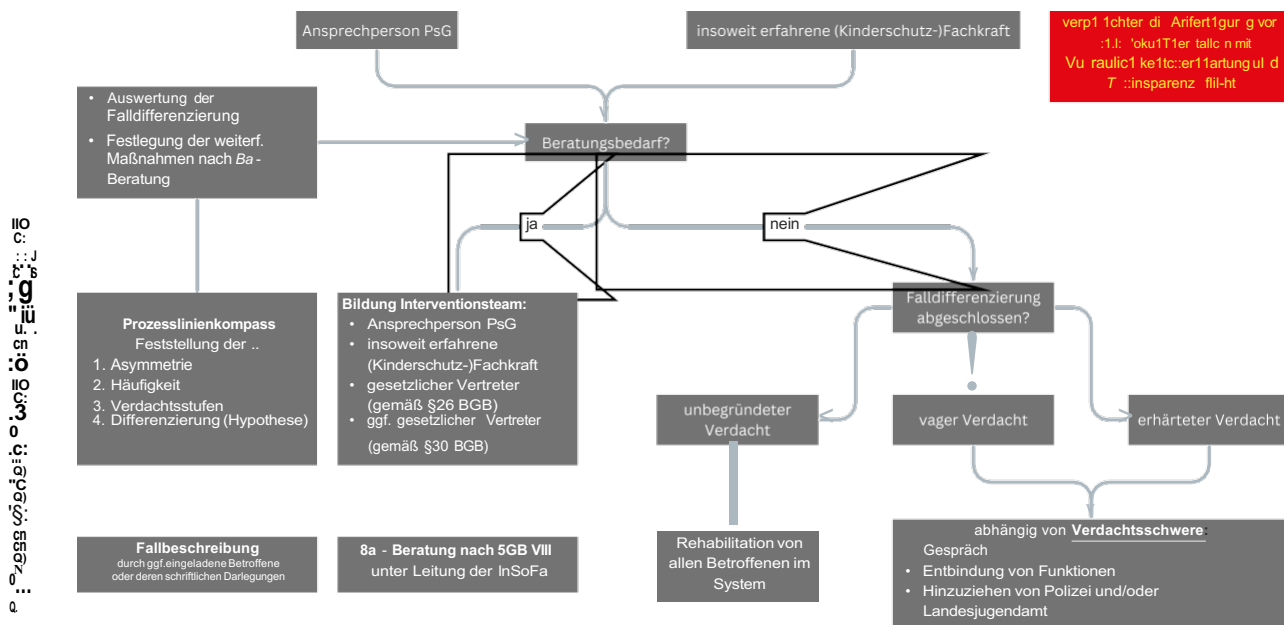 Ansprechperson PsG
insoweit erfahrene (Kinderschutz-)Fachkraft
• Auswertung der
Falldifferenzierung
• Festlegung der weiterf.
Maßnahmen nach Ba-
Beratung
Beratungsbedarf?
ja
nein
Prozesslinienkompass
Feststellung der ..
1. Asymmetrie
2. Häufigkeit
3. Verdachtsstufen
4. Differenzierung (Hypothese)
Bildung Interventionsteam:
• Ansprechperson PsG
• insoweit erfahrene
(Kinderschutz-)Fachkraft
• gesetzlicher Vertreter
(gemäß §26 BGB)
• ggf. gesetzlicher Vertreter
(gemäß §30 BGB)
Falldifferenzierung
abgeschlossen?
unbegründeter
Verdacht
vager Verdacht
erhärteter Verdacht
Fallbeschreibung
durch ggf.eingeladene Betroffene
oder deren schriftlichen Darlegungen
8a - Beratung nach 5GB VIII
unter Leitung der InSoFa
Rehabilitation von
allen Betroffenen im
System
abhängig von Verdachtsschwere:
Gespräch
• Entbindung von Funktionen
• Hinzuziehen von Polizei und/oder
Landesjugendamt